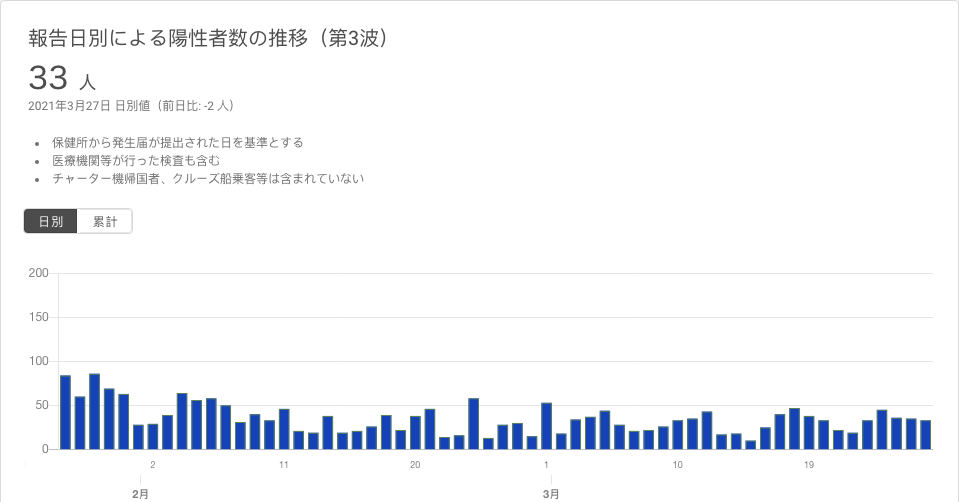 報告日別による陽性者数の推移（第3波）
33 人
2021年3月27日 日別値（前日比: -2 人）
保健所から発生届が提出された日を基準とする
医療機関等が行った検査も含む
チャーター機帰国者、クルーズ船乗客等は含まれていない
日別 累計
200
150
100
50
0
2 11 20 1 10 19
2月 3月